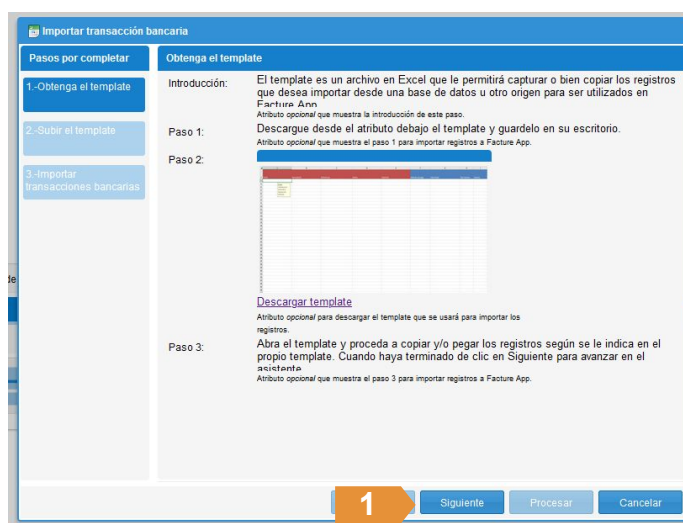 Importar transacción bancaria
Pasos por completar
Obtenga el template
1.-Obtenga el template
2.-Subir el template
3.-Importar
transacciones bancarias
Introducción:
El template es un archivo en Excel que le permitirá capturar o bien copiar los registros
que desea importar desde una base de datos u otro origen para ser utilizados en
Facture App
Atributo opcional que muestra la introducción de este paso.
Paso 1:
Descargue desde el atributo debajo el template y guardelo en su escritorio.
Atributo opcional que muestra el paso 1 para importar registros a Facture App.
Paso 2:
Descargar template
Atributo opcional para descargar el template que se usará para importar los
registros.
Paso 3:
Abra el template y proceda a copiar y/o pegar los registros según se le indica en el
propio template. Cuando haya terminado de clic en Siguiente para avanzar en el
asistente
Atributo opcional que muestra el paso 3 para importar registros a Facture App.
de
1
Siguiente
Procesar
Cancelar